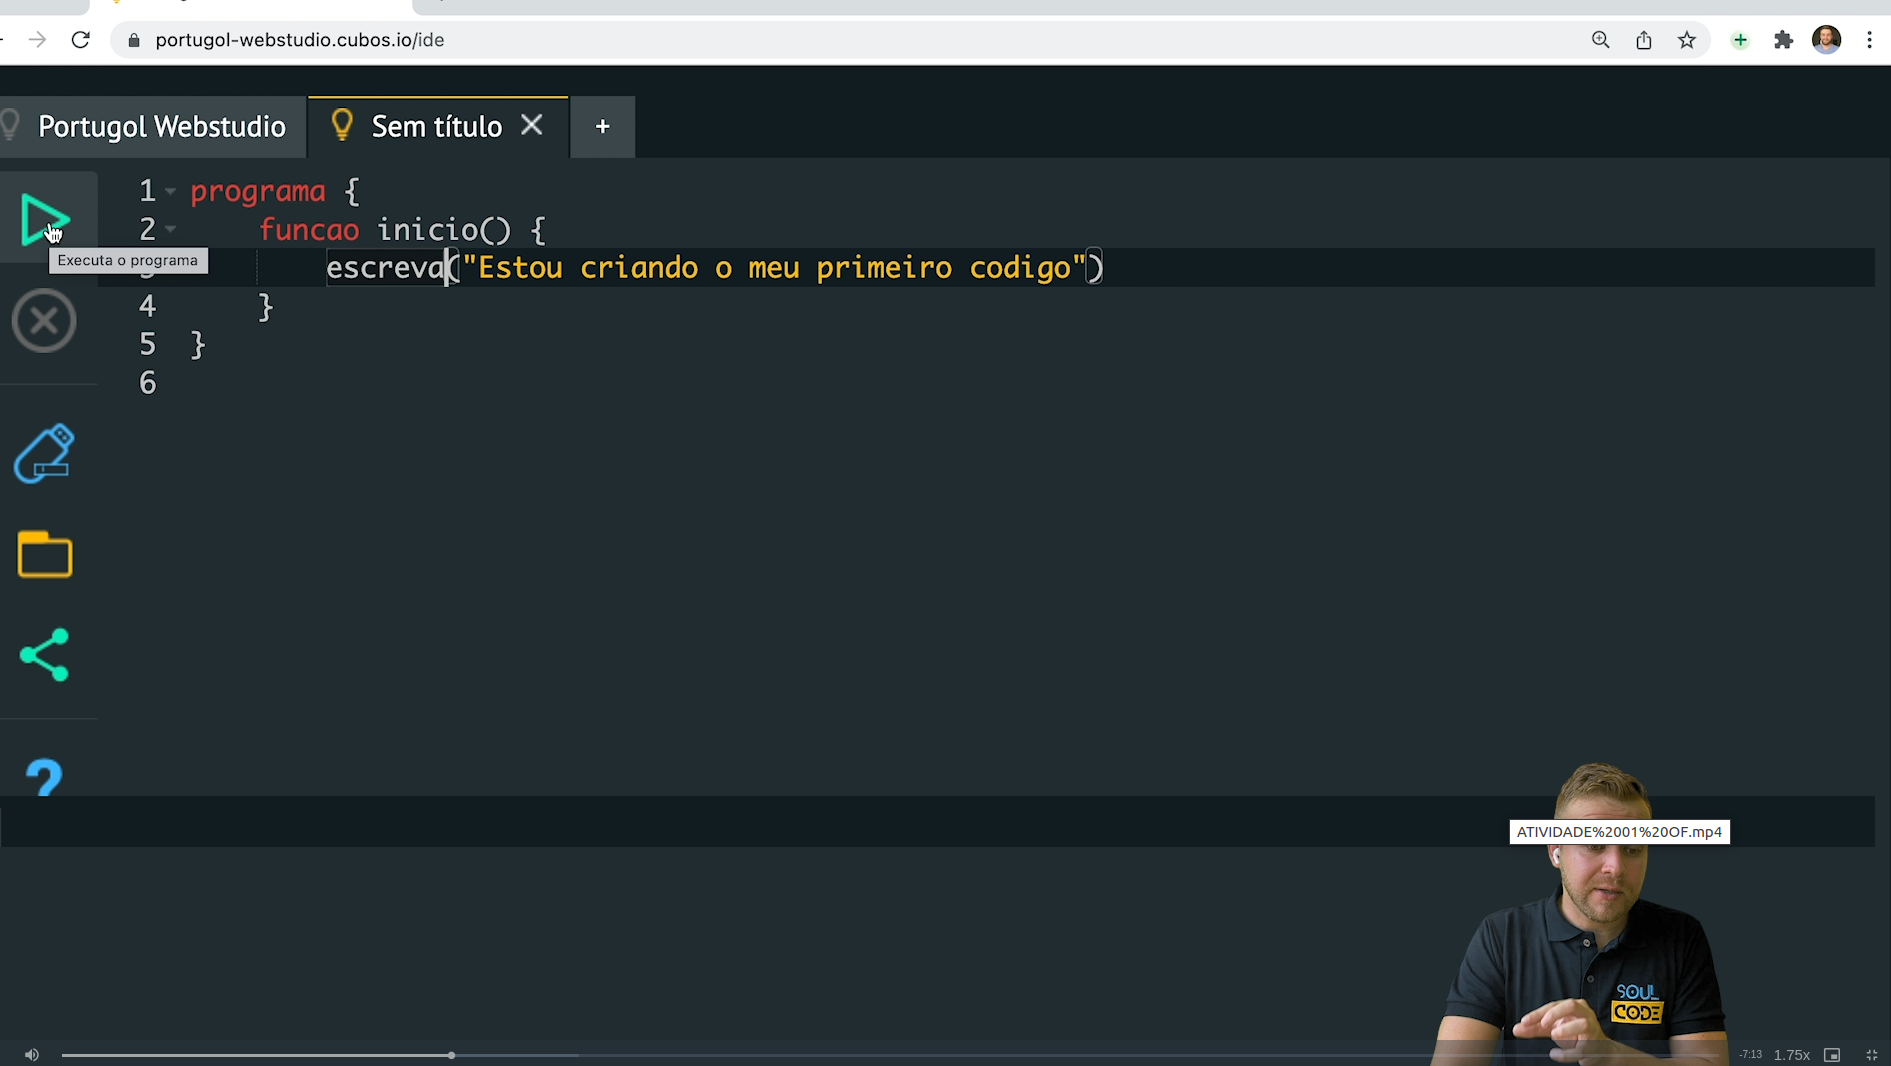 portugol-webstudio.cubos.io/ide
Portugol Webstudio
Sem título
+
1 programa {
2 funcao inicio() {
Executa o programa
escreva("Estou criando o meu primeiro codigo")
4 }
5 }
6
?
ATIVIDADE%2001%20OF.mp4
SOUL
CODE
-7:13 1.75x